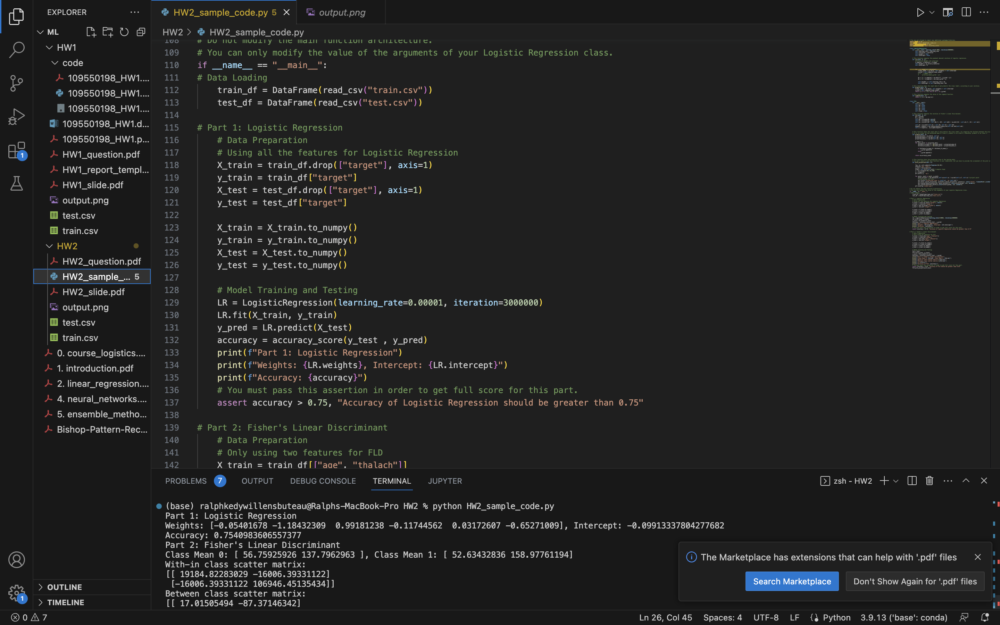 EXPLORER
ML
HW1
code
109550198_HW1....
109550198_HW1....
109550198_HW1....
109550198_HW1.d...
109550198_HW1.p...
HW1_question.pdf
HW1_report_templ...
HW1_slide.pdf
output.png
test.csv
train.csv
HW2
HW2_question.pdf
HW2_sample_... 5
HW2_slide.pdf
output.png
test.csv
train.csv
0. course_logistics....
1. introduction.pdf
2. linear_regression....
4. neural_networks....
5. ensemble_metho...
Bishop-Pattern-Rec...
OUTLINE
TIMELINE
1
1
HW2_sample_code.py 5
output.png
HW2 > HW2_sample_code.py
108 # Do not modify the main function architecture.
109 # You can only modify the value of the arguments of your Logistic Regression class.
110 if __name__ == "__main__":
111 # Data Loading
112 train_df = DataFrame(read_csv("train.csv"))
113 test_df = DataFrame(read_csv("test.csv"))
114
115 # Part 1: Logistic Regression
116 # Data Preparation
117 # Using all the features for Logistic Regression
118 X_train = train_df.drop(["target"], axis=1)
119 y_train = train_df["target"]
120 X_test = test_df.drop(["target"], axis=1)
121 y_test = test_df["target"]
122
123 X_train = X_train.to_numpy()
124 y_train = y_train.to_numpy()
125 X_test = X_test.to_numpy()
126 y_test = y_test.to_numpy()
127
128 # Model Training and Testing
129 LR = LogisticRegression(learning_rate=0.00001, iteration=3000000)
130 LR.fit(X_train, y_train)
131 y_pred = LR.predict(X_test)
132 accuracy = accuracy_score(y_test , y_pred)
133 print(f"Part 1: Logistic Regression")
134 print(f"Weights: {LR.weights}, Intercept: {LR.intercept}")
135 print(f"Accuracy: {accuracy}")
136 # You must pass this assertion in order to get full score for this part.
137 assert accuracy > 0.75, "Accuracy of Logistic Regression should be greater than 0.75"
138
139 # Part 2: Fisher's Linear Discriminant
140 # Data Preparation
141 # Only using two features for FLD
142 X_train = train_df[["age", "thalach"]]
PROBLEMS 7 OUTPUT DEBUG CONSOLE TERMINAL JUPYTER
zsh - HW2
(base) ralphkedywillensbuteau@Ralphs-MacBook-Pro HW2 % python HW2_sample_code.py
Part 1: Logistic Regression
Weights: [-0.05401678 -1.18432309 0.99181238 -0.11744562 0.03172607 -0.65271009], Intercept: -0.09913337804277682
Accuracy: 0.7540983606557377
Part 2: Fisher's Linear Discriminant
Class Mean 0: [ 56.75925926 137.7962963 ], Class Mean 1: [ 52.63432836 158.97761194]
With-in class scatter matrix:
[[ 19184.82283029 -16006.39331122]
[-16006.39331122 106946.45135434]]
Between class scatter matrix:
[[ 17.01505494 -87.37146342]
The Marketplace has extensions that can help with '.pdf' files
Search Marketplace
Don't Show Again for '.pdf' files
0 7
Ln 26, Col 45 Spaces: 4 UTF-8 LF Python 3.9.13 ('base': conda)